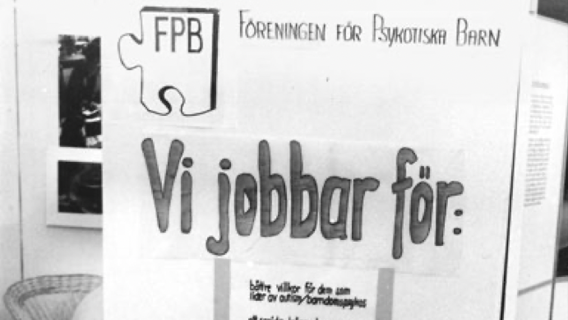 FPB
FÖRENINGEN FÖR PSYKOTISKA BARN
Vi jobbar för:
bättre villkor för dem som
lider av autism/barndomspsykos